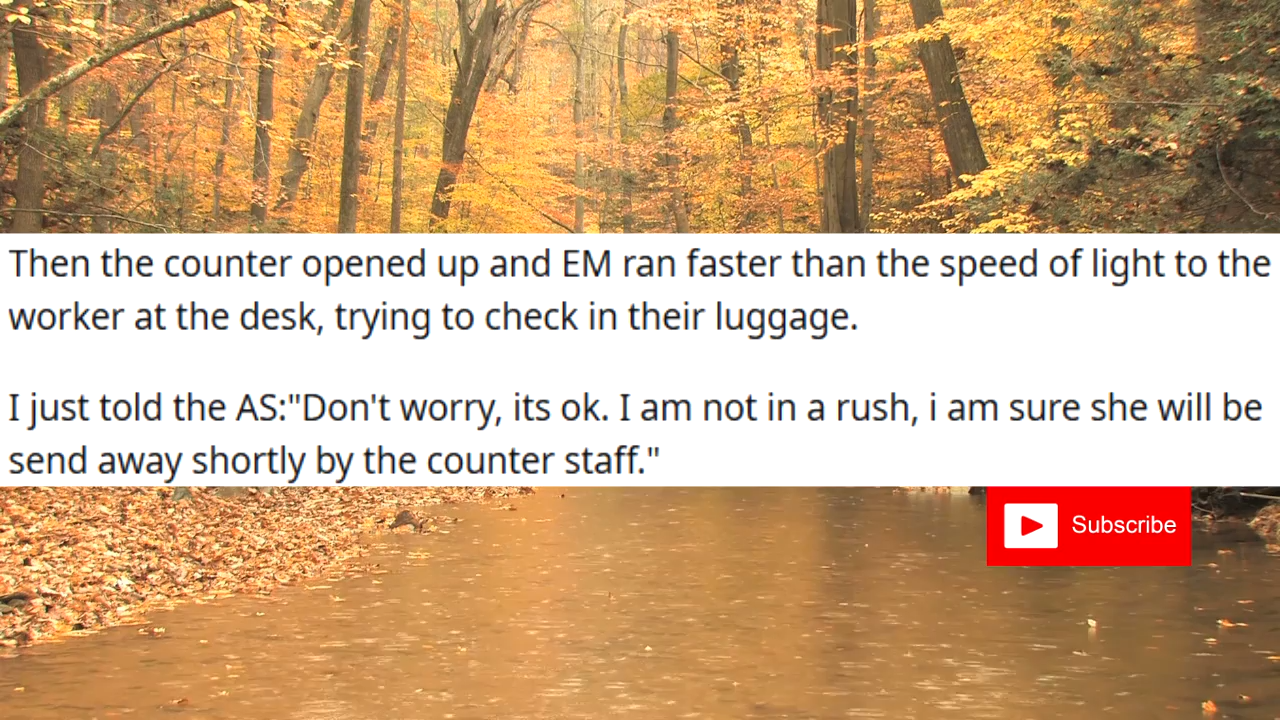 Then the counter opened up and EM ran faster than the speed of light to the
worker at the desk, trying to check in their luggage.
I just told the AS:"Don't worry, its ok. I am not in a rush, i am sure she will be
send away shortly by the counter staff."
Subscribe